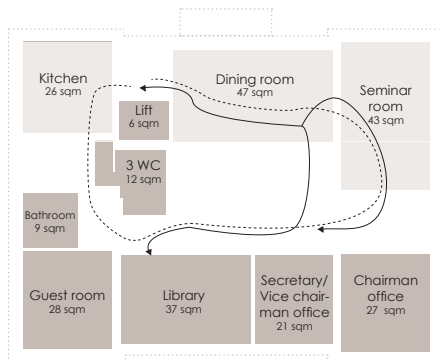 Kitchen
26 sqm
Dining room
47 sqm
Seminar
room
43 sqm
Lift
6 sqm
3 WC
12 sqm
Bathroom
9 sqm
Guest room
28 sqm
Library
37 sqm
Secretary/
Vice chair-
man office
21 sqm
Chairman
office
27 sqm